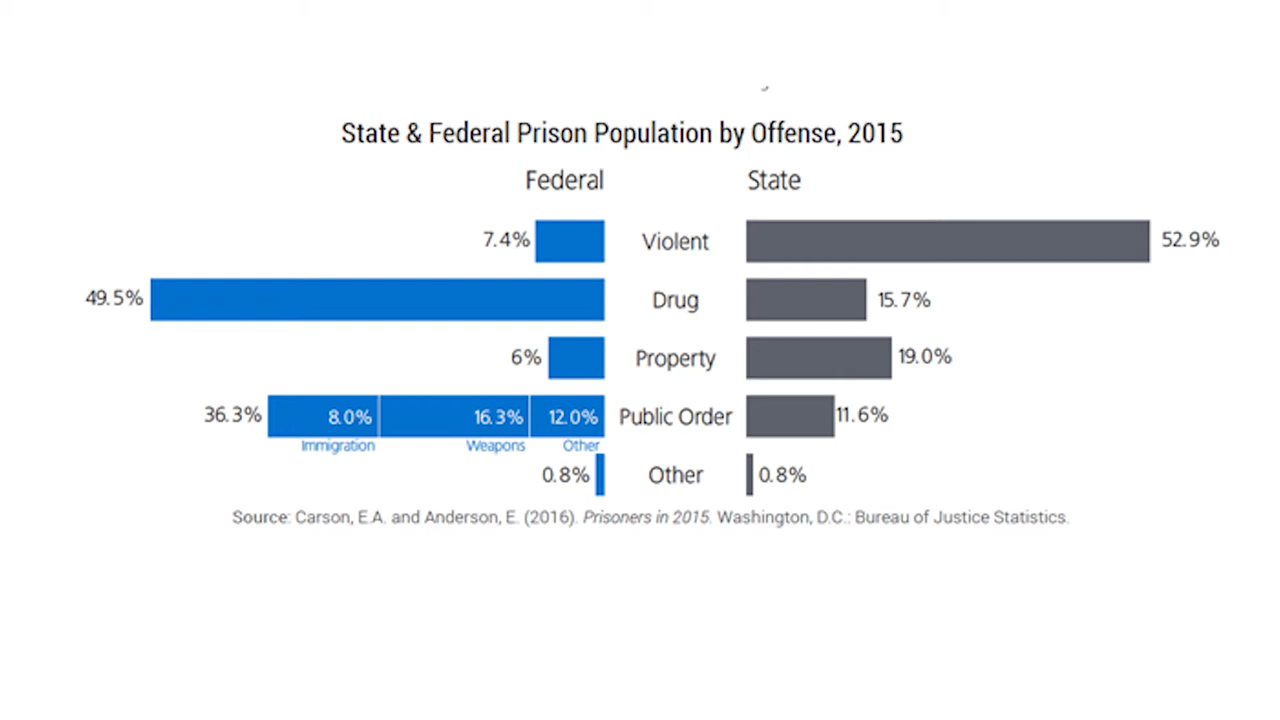 State & Federal Prison Population by Offense, 2015
Federal State
7.4% Violent 52.9%
49.5% Drug 15.7%
6% Property 19.0%
36.3% 8.0% 16.3% 12.0% Public Order 11.6%
Immigration Weapons Other
0.8% Other 0.8%
Source: Carson, E.A. and Anderson, E. (2016). Prisoners in 2015. Washington, D.C.: Bureau of Justice Statistics.